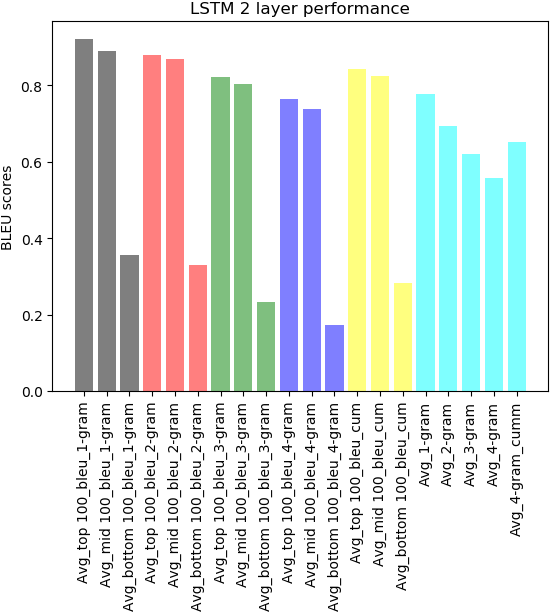 LSTM 2 layer performance
BLEU scores
0.8
0.6
0.4
0.2
0.0
Avg_top 100_bleu_1-gram
Avg_mid 100_bleu_1-gram
Avg_bottom 100_bleu_1-gram
Avg_top 100_bleu_2-gram
Avg_mid 100_bleu_2-gram
Avg_bottom 100_bleu_2-gram
Avg_top 100_bleu_3-gram
Avg_mid 100_bleu_3-gram
Avg_bottom 100_bleu_3-gram
Avg_top 100_bleu_4-gram
Avg_mid 100_bleu_4-gram
Avg_bottom 100_bleu_4-gram
Avg_top 100_bleu_cum
Avg_mid 100_bleu_cum
Avg_bottom 100_bleu_cum
Avg_1-gram
Avg_2-gram
Avg_3-gram
Avg_4-gram
Avg_4-gram_cumm